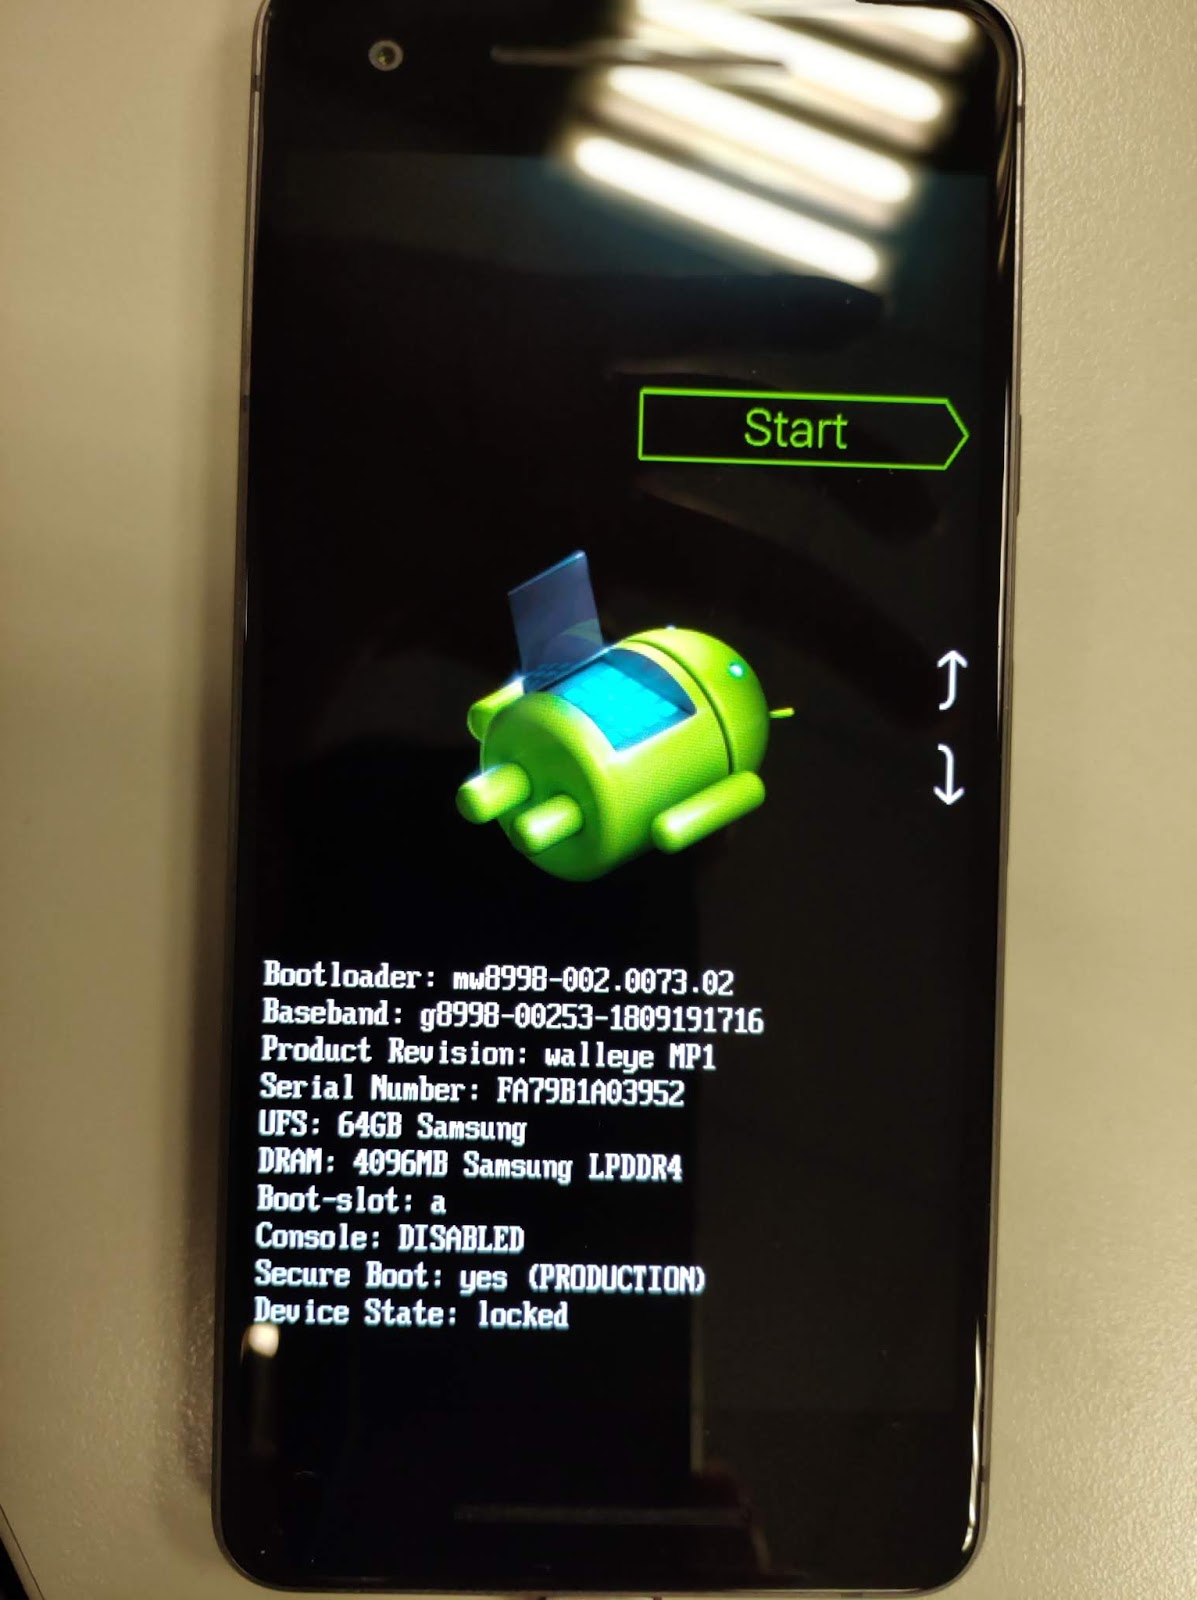 Start
Bootloader: mw8998-002.0073.02
Baseband: g8998-00253-1809191716
Product Revision: walleye MP1
Serial Number: FA79B1A03952
UFS: 64GB Samsung
DRAM: 4096MB Samsung LPDDR4
Boot-slot: a
Console: DISABLED
Secure Boot: yes (PRODUCTION)
Device State: locked